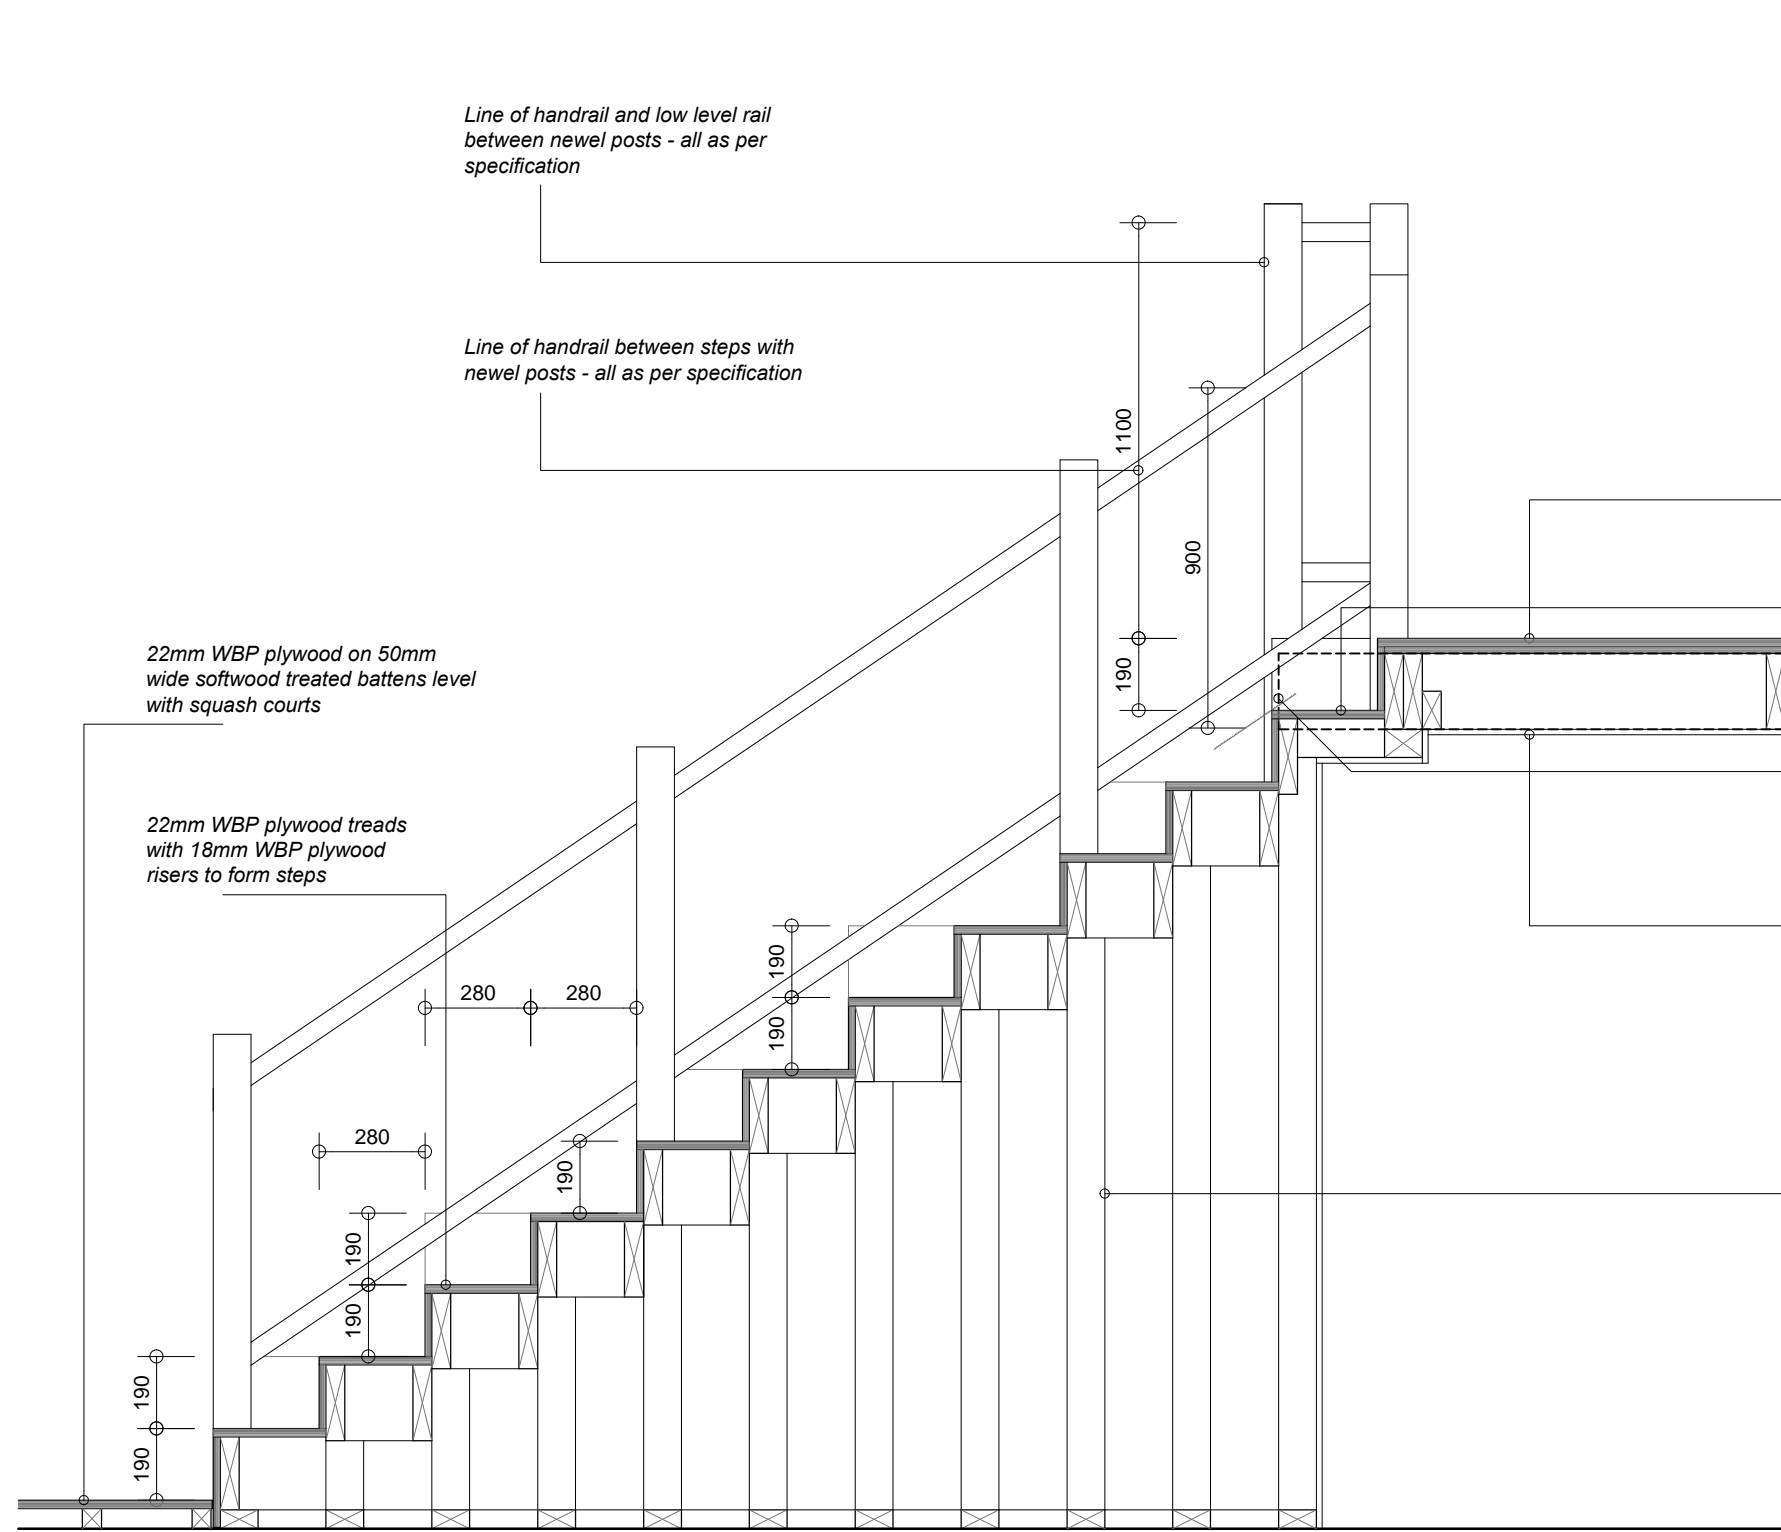 Line of handrail and low level rail
between newel posts - all as per
specification
Line of handrail between steps with
newel posts - all as per specification
1100
900
190
22mm WBP plywood on 50mm
wide softwood treated battens level
with squash courts
22mm WBP plywood treads
with 18mm WBP plywood
risers to form steps
190
190
280
280
280
190
190
190
190
190